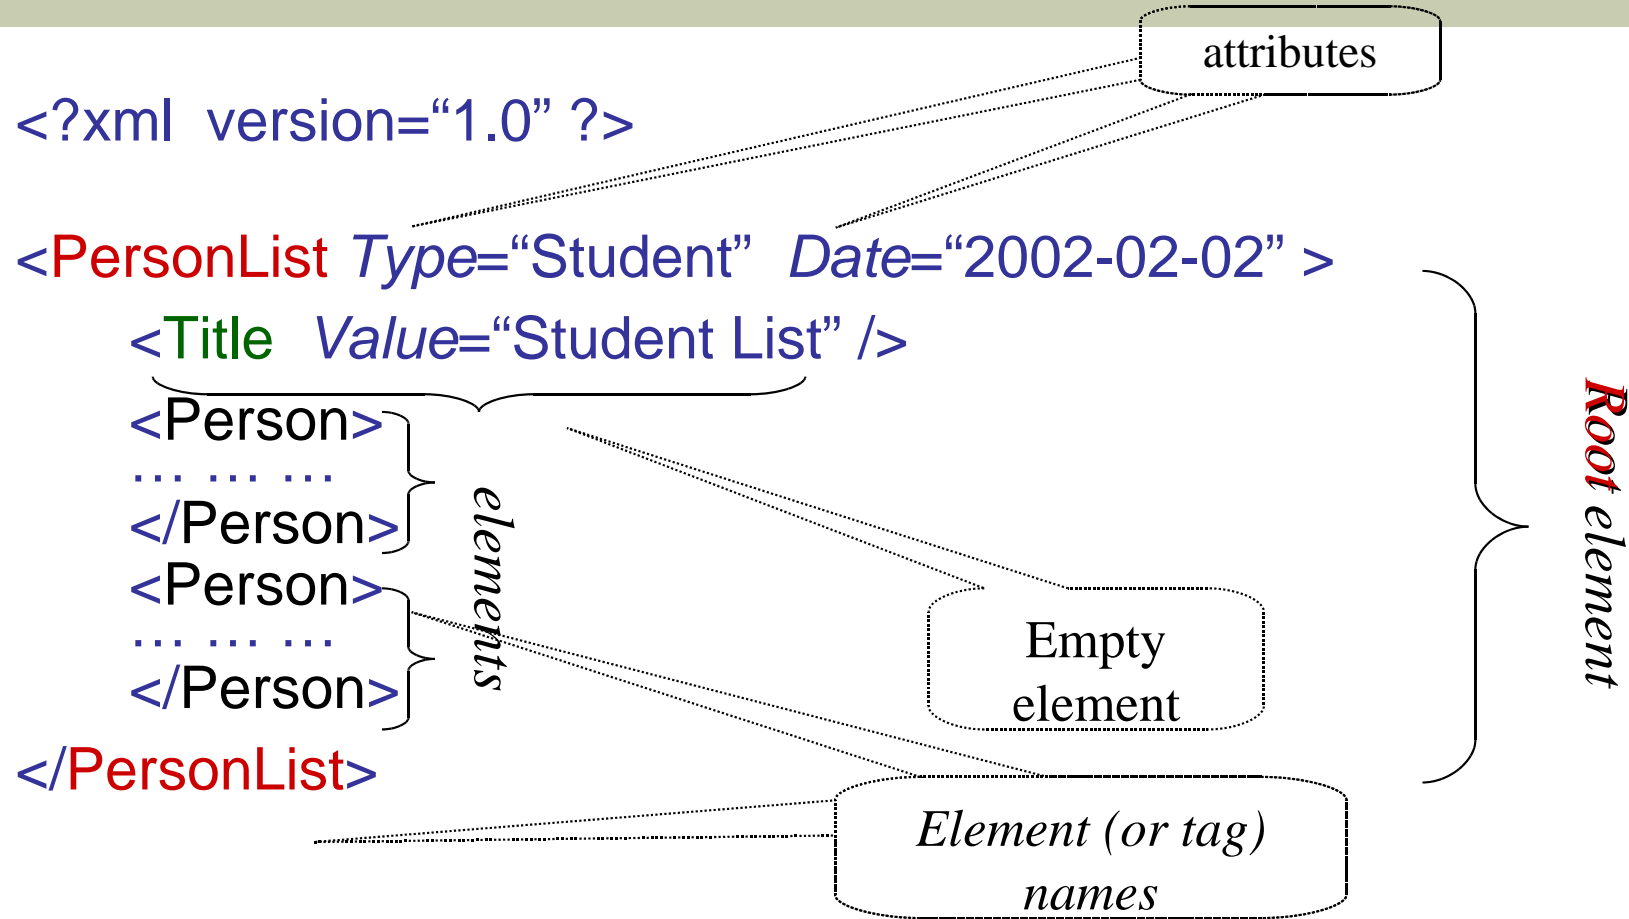 attributes
<?xml version=“1.0” ?>
<PersonList Type=“Student” Date=“2002-02-02” >
<Title Value=“Student List” />
<Person>
… … …
</Person>
<Person>
… … …
</Person>
</PersonList>
elements
Empty
element
Root element
Element (or tag)
names